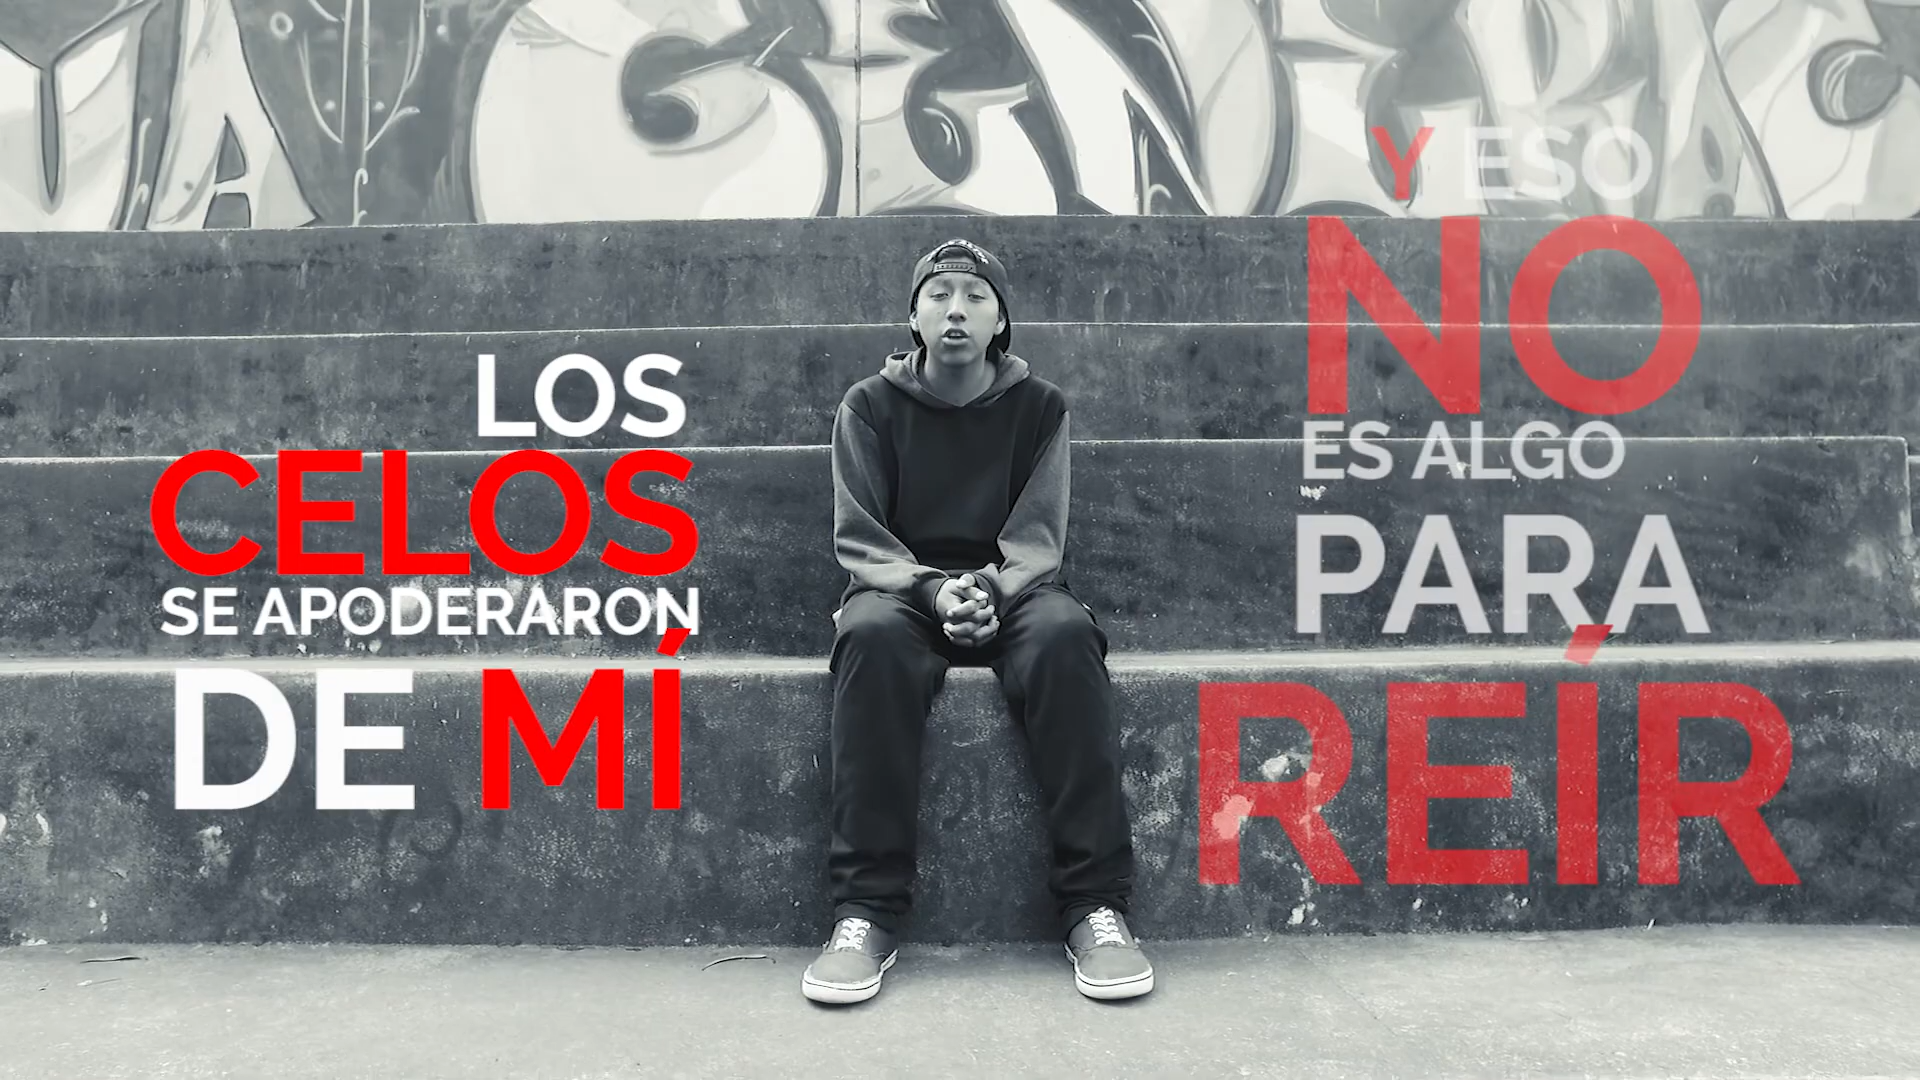 LOS
CELOS
SE APODERARON
DE MÍ
Y ESO
NO
ES ALGO
PARA
REÍR